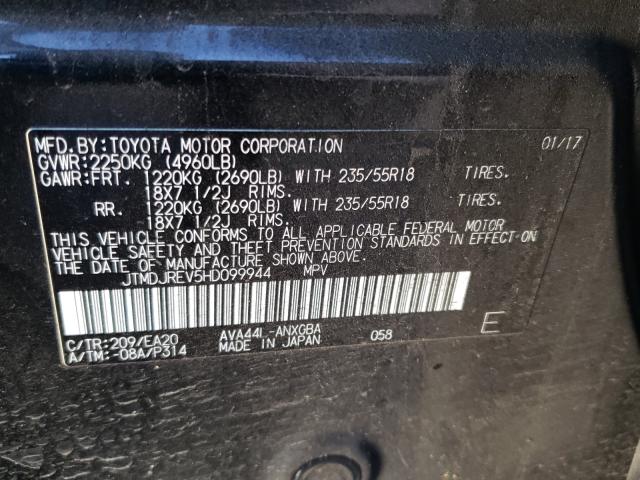 MFD.BY:TOYOTA MOTOR CORPORATION 01/17
GVWR:2250KG (4960LB)
GAWR:FRT. 1220KG (2690LB) WITH 235/55R18 TIRES.
18X7 1/2J RIMS.
RR. 1220KG (2690LB) WITH 235/55R18 TIRES.
18X7 1/2J RIMS.
THIS VEHICLE CONFORMS TO ALL APPLICABLE FEDERAL MOTOR
VEHICLE SAFETY AND THEFT PREVENTION STANDARDS IN EFFECT ON
THE DATE OF MANUFACTURE SHOWN ABOVE.
JTMDJREV5HD099944 MPV
C/TR:209/EA20 AVA44L-ANXGBA 058 E
A/TM:-08A/P314 MADE IN JAPAN